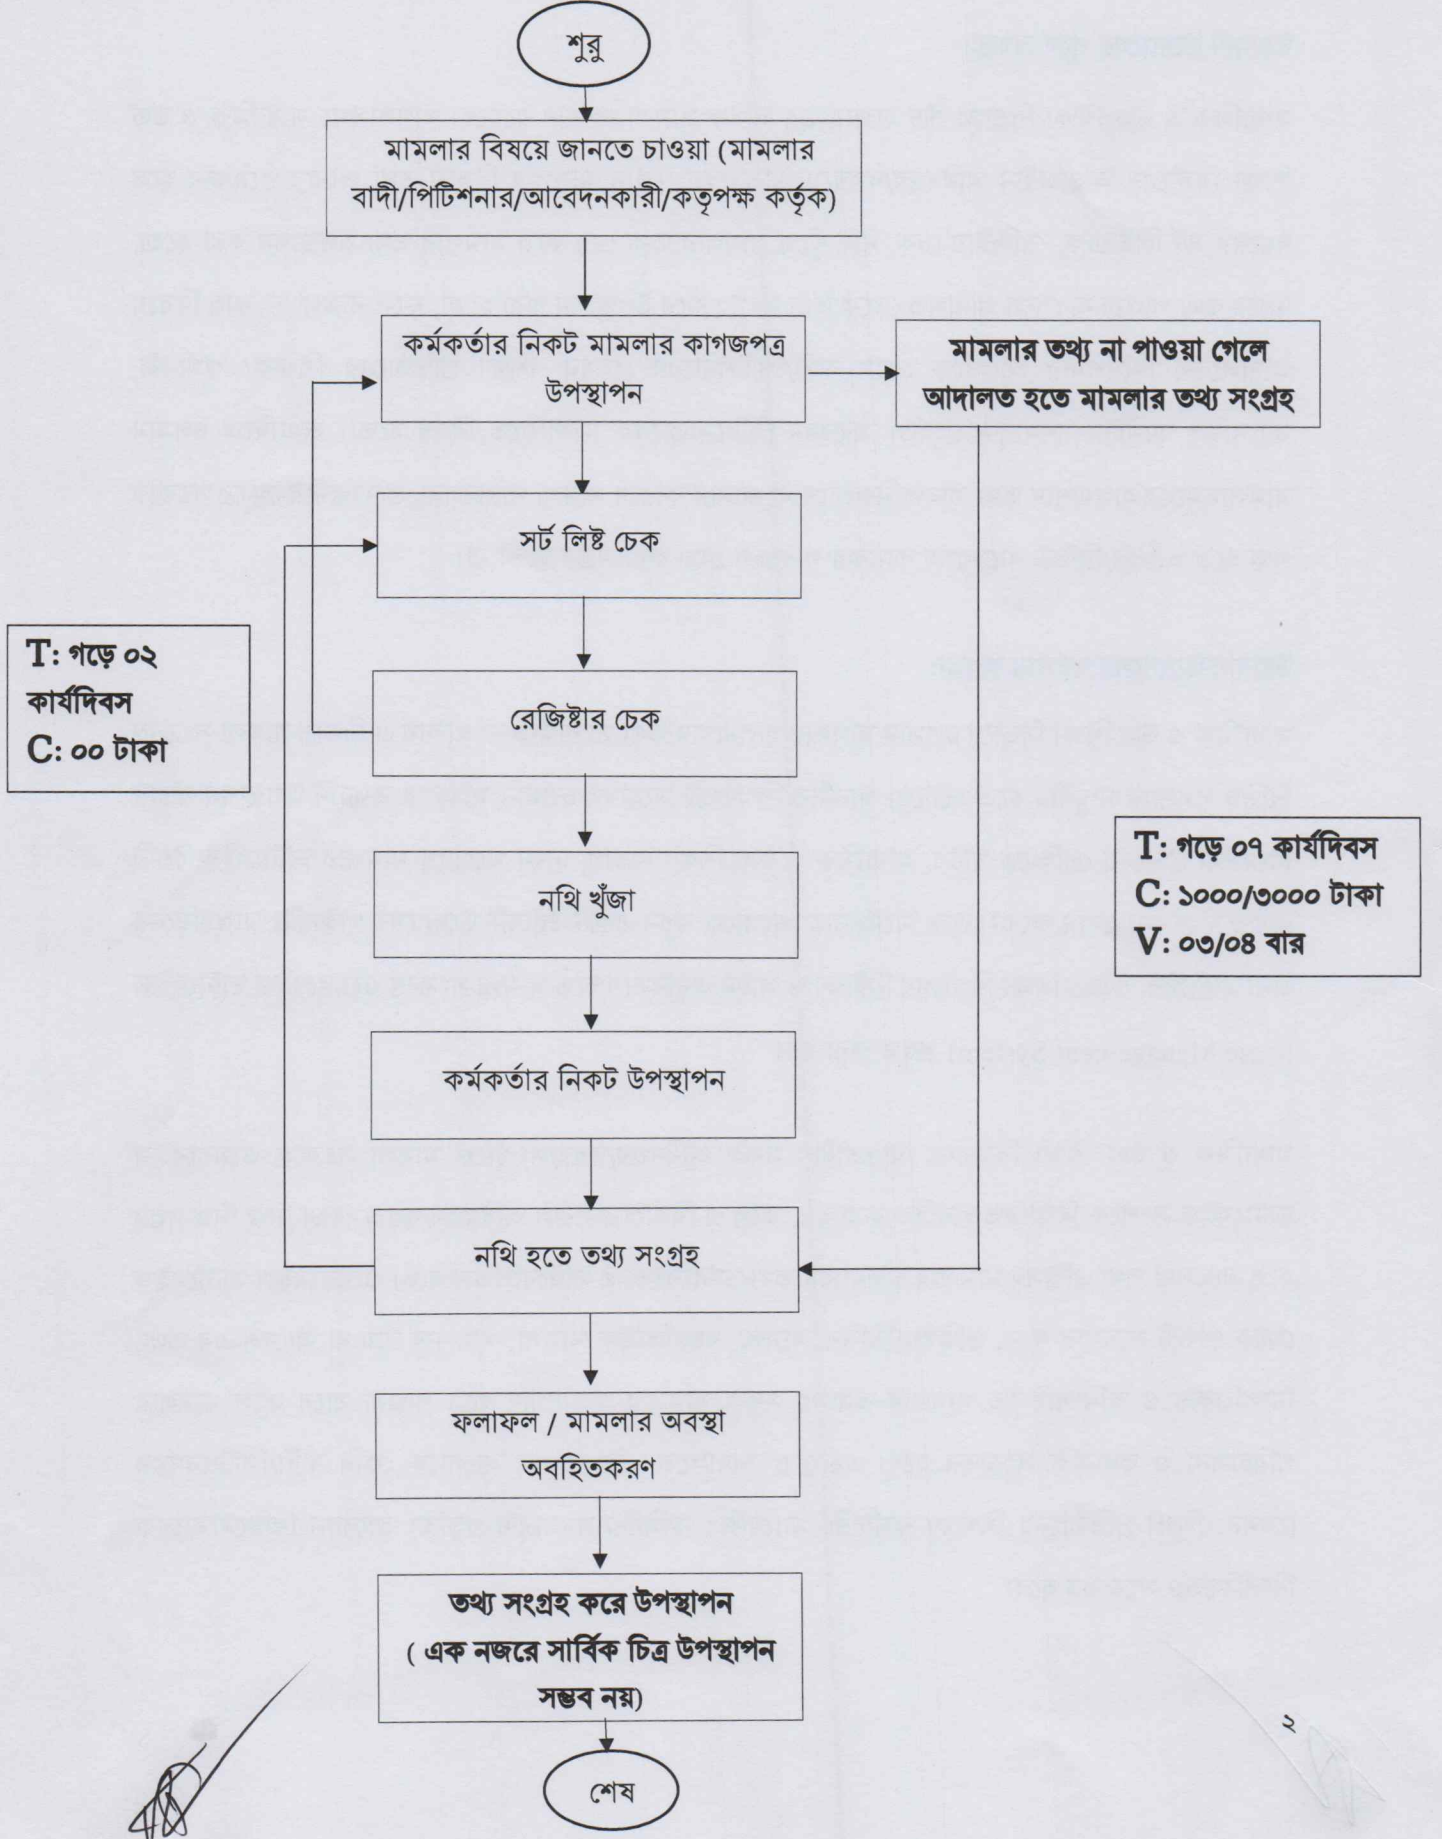 শুরু
মামলার বিষয়ে জানতে চাওয়া (মামলার
বাদী/পিটিশনার/আবেদনকারী/কতৃপক্ষ কর্তৃক)
কর্মকর্তার নিকট মামলার কাগজপত্র
উপস্থাপন
মামলার তথ্য না পাওয়া গেলে
আদালত হতে মামলার তথ্য সংগ্রহ
সর্ট লিষ্ট চেক
T: গড়ে ০২
কার্যদিবস
C: ০০ টাকা
রেজিষ্টার চেক
T: গড়ে ০৭ কার্যদিবস
C: ১০০০/৩০০০ টাকা
V: ০৩/০৪ বার
নথি খুঁজা
কর্মকর্তার নিকট উপস্থাপন
নথি হতে তথ্য সংগ্রহ
ফলাফল / মামলার অবস্থা
অবহিতকরণ
তথ্য সংগ্রহ করে উপস্থাপন
( এক নজরে সার্বিক চিত্র উপস্থাপন
সম্ভব নয়)
২
শেষ